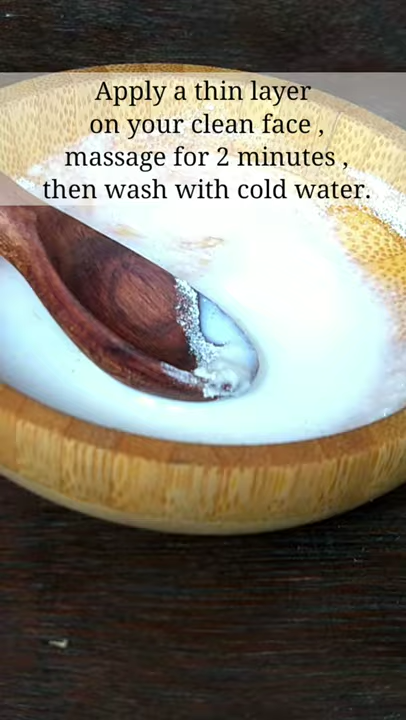 Apply a thin layer
on your clean face ,
massage for 2 minutes ,
then wash with cold water.